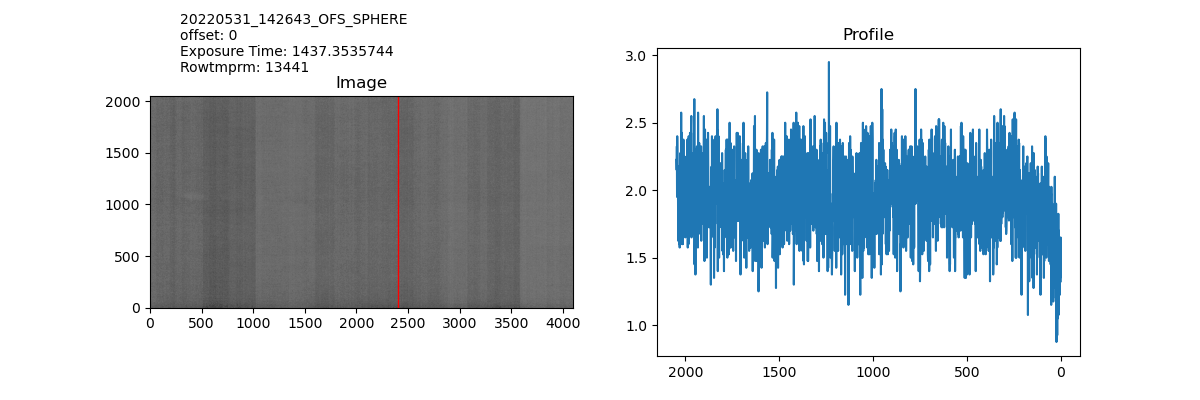 20220531_142643_OFS_SPHERE
offset: 0
Exposure Time: 1437.3535744
Rowtmprm: 13441
Image
2000
1500
1000
500
0
0 500 1000 1500 2000 2500 3000 3500 4000
Profile
3.0
2.5
2.0
1.5
1.0
2000 1500 1000 500 0